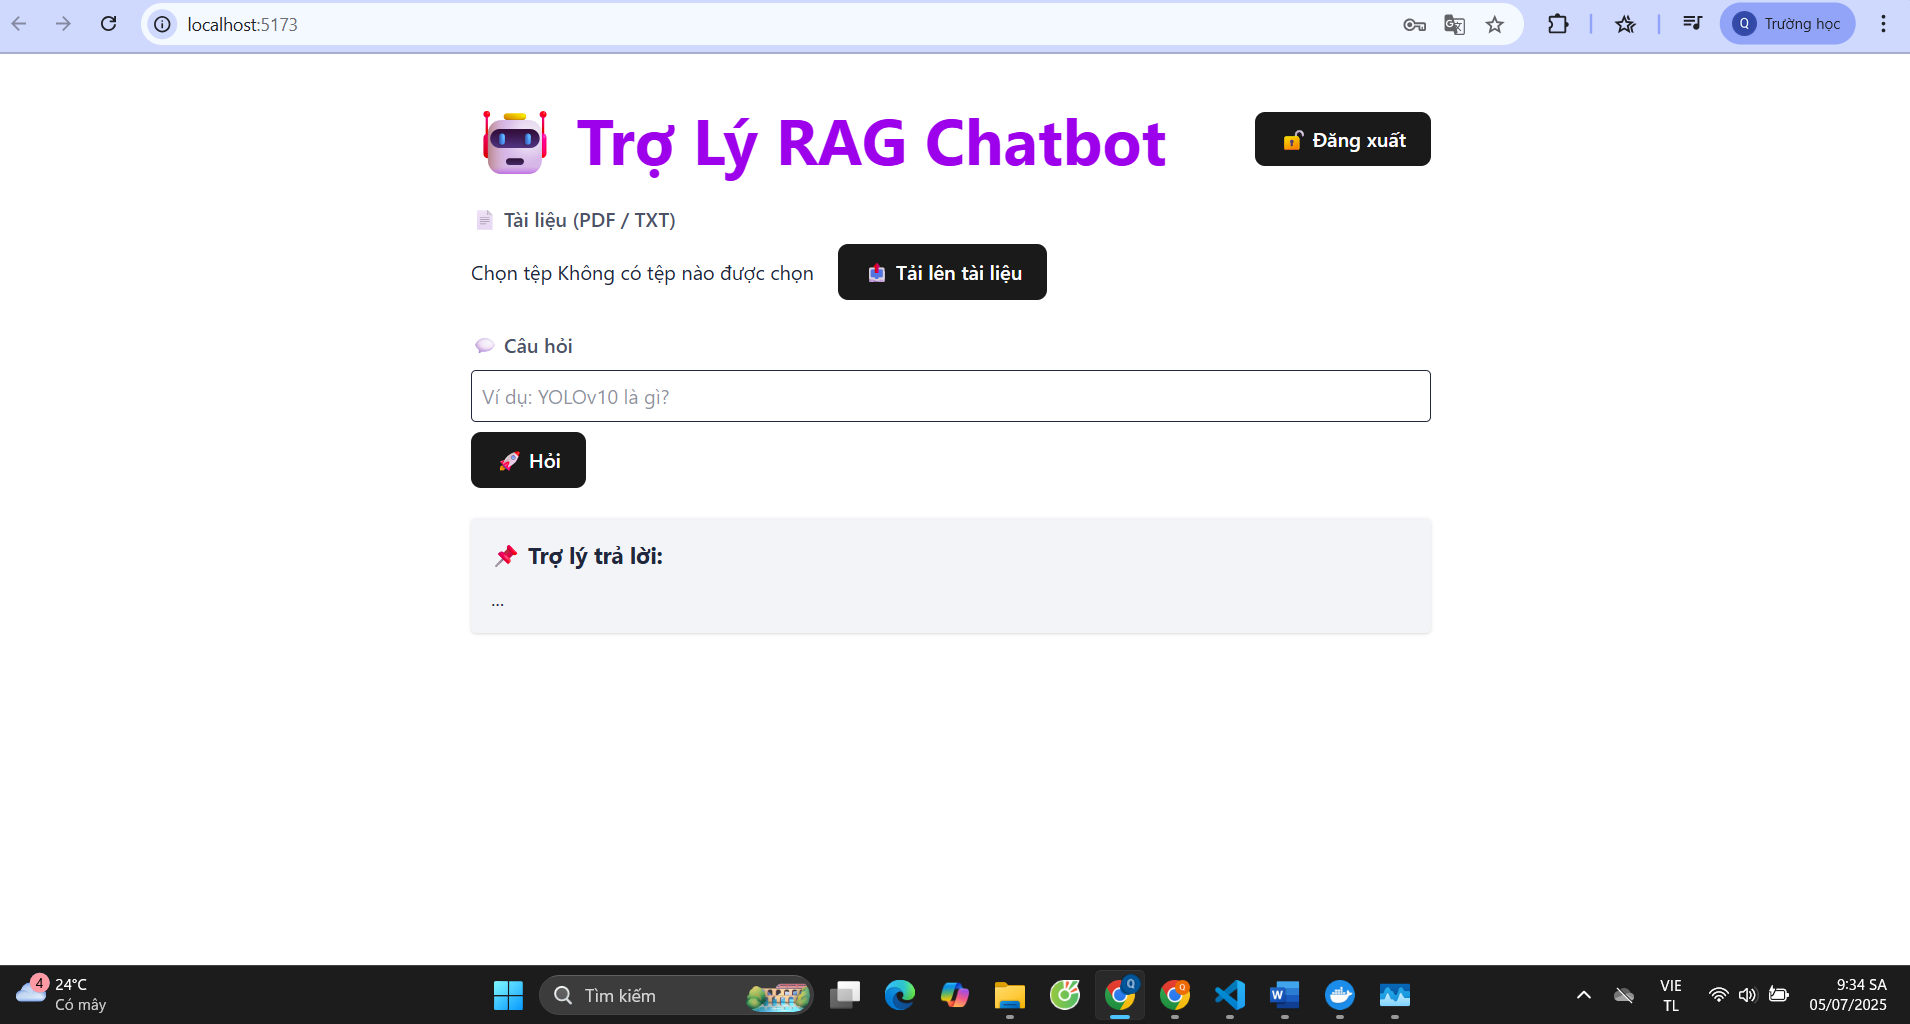 localhost:5173
Q Trường học
Trợ Lý RAG Chatbot
Đăng xuất
Tài liệu (PDF / TXT)
Chọn tệp Không có tệp nào được chọn
Tải lên tài liệu
Câu hỏi
Ví dụ: YOLOv10 là gì?
Hỏi
Trợ lý trả lời:
...
4
24°C
Có mây
Tìm kiếm
Q
Q
W
VIE
TL
9:34 SA
05/07/2025